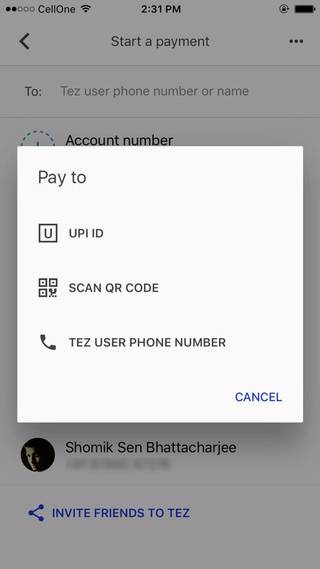 CellOne 2:31 PM
Start a payment
To: Tez user phone number or name
Account number
Pay to
U UPI ID
SCAN QR CODE
TEZ USER PHONE NUMBER
CANCEL
Shomik Sen Bhattacharjee
INVITE FRIENDS TO TEZ